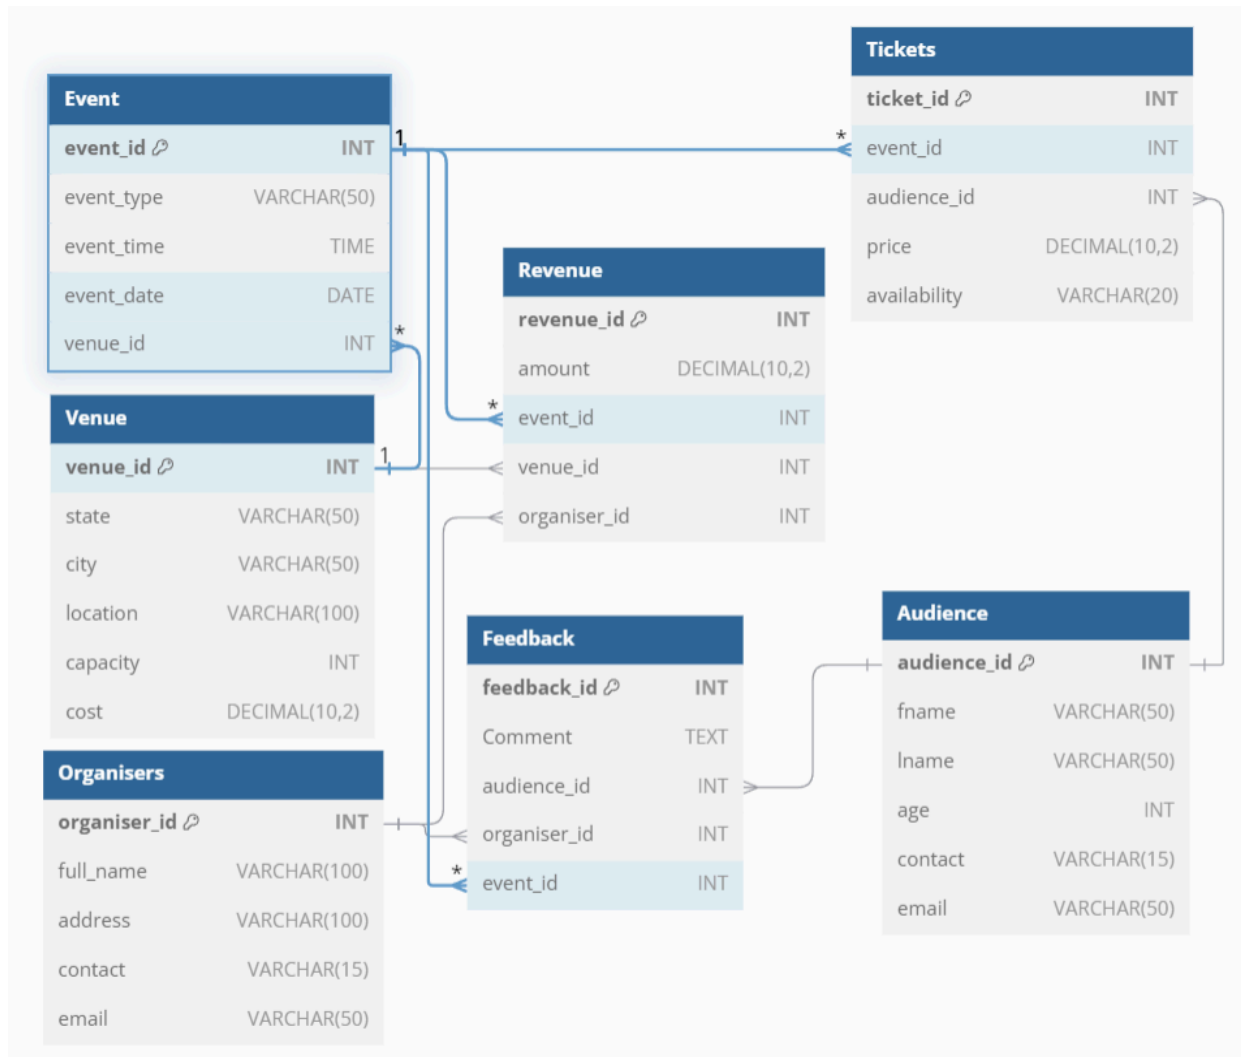 Event
event_id INT
event_type VARCHAR(50)
event_time TIME
event_date DATE
venue_id INT
1
*
Venue
venue_id INT
1
state VARCHAR(50)
city VARCHAR(50)
location VARCHAR(100)
capacity INT
cost DECIMAL(10,2)
Organisers
organiser_id INT
full_name VARCHAR(100)
address VARCHAR(100)
contact VARCHAR(15)
email VARCHAR(50)
Revenue
revenue_id INT
amount DECIMAL(10,2)
*
event_id INT
venue_id INT
organiser_id INT
Feedback
feedback_id INT
Comment TEXT
audience_id INT
organiser_id INT
*
event_id INT
Tickets
ticket_id INT
*
event_id INT
audience_id INT
price DECIMAL(10,2)
availability VARCHAR(20)
Audience
audience_id INT
fname VARCHAR(50)
lname VARCHAR(50)
age INT
contact VARCHAR(15)
email VARCHAR(50)